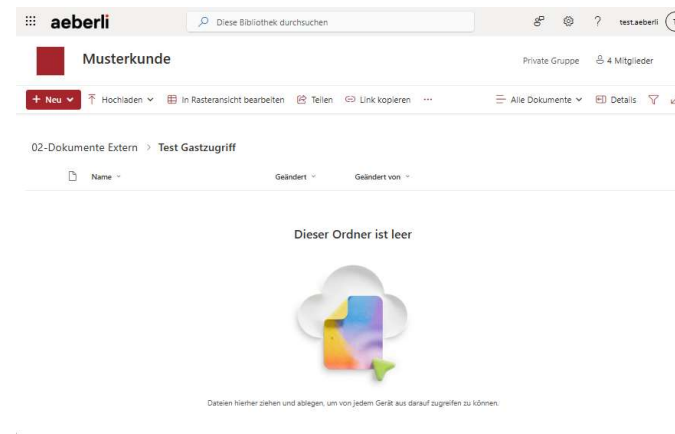 aeberli
Diese Bibliothek durchsuchen
? test.aeberli
Musterkunde
Private Gruppe 4 Mitglieder
+ Neu Hochladen In Rasteransicht bearbeiten Teilen Link kopieren ··· Alle Dokumente Details
02-Dokumente Extern > Test Gastzugriff
Name Geändert Geändert von
Dieser Ordner ist leer
Dateien hierher ziehen und ablegen, um von jedem Gerät aus darauf zugreifen zu können.